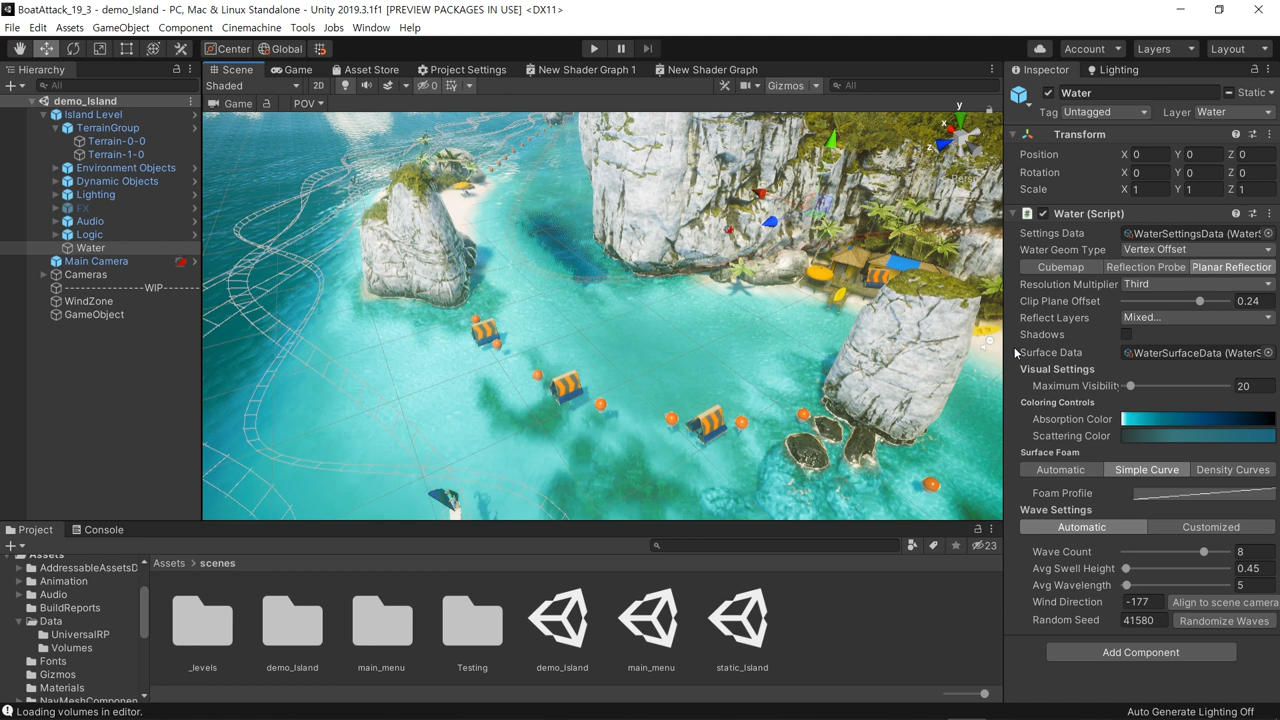 BoatAttack_19_3 - demo_Island - PC, Mac & Linux Standalone - Unity 2019.3.1f1 [PREVIEW PACKAGES IN USE] <DX11>
File Edit Assets GameObject Component Cinemachine Tools Jobs Window Help
Center Global Account Layers Layout
Hierarchy
All
demo_Island
Island Level
TerrainGroup
Terrain-0-0
Terrain-1-0
Environment Objects
Dynamic Objects
Lighting
FX
Audio
Logic
Water
Main Camera
Cameras
--------------------WIP------
WindZone
GameObject
Scene Game Asset Store Project Settings New Shader Graph 1 New Shader Graph
Shaded 2D 0 Gizmos All
Game POV
y
x
z
Persp
Inspector Lighting
Water Static
Tag Untagged Layer Water
Transform
Position X 0 Y 0 Z 0
Rotation X 0 Y 0 Z 0
Scale X 1 Y 1 Z 1
Water (Script)
Settings Data WaterSettingsData (WaterS
Water Geom Type Vertex Offset
Cubemap Reflection Probe Planar Reflection
Resolution Multiplier Third
Clip Plane Offset 0.24
Reflect Layers Mixed...
Shadows
Surface Data WaterSurfaceData (WaterS
Visual Settings
Maximum Visibility 20
Coloring Controls
Absorption Color
Scattering Color
Surface Foam
Automatic Simple Curve Density Curves
Foam Profile
Wave Settings
Automatic Customized
Wave Count 8
Avg Swell Height 0.45
Avg Wavelength 5
Wind Direction -177 Align to scene camera
Random Seed 41580 Randomize Waves
Add Component
Project Console
23
Assets
AddressableAssetsD
Animation
Audio
BuildReports
Data
UniversalRP
Volumes
Fonts
Gizmos
Materials
NavMeshComponen
Assets scenes
_levels demo_Island main_menu Testing demo_Island main_menu static_Island
Loading volumes in editor.
Auto Generate Lighting Off